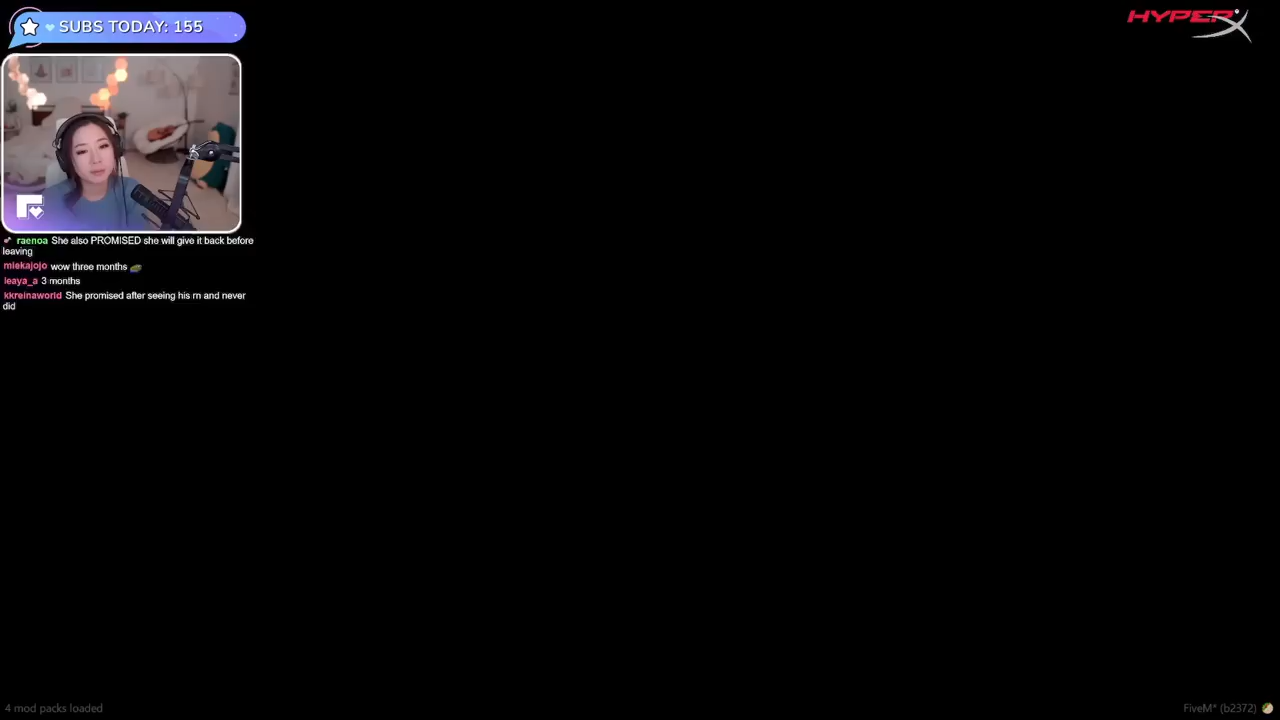 SUBS TODAY: 155
HYPERX
raenoa She also PROMISED she will give it back before
leaving
miekajojo wow three months
leaya_a 3 months
kkreinaworld She promised after seeing his rn and never
did
4 mod packs loaded
FiveM* (b2372)